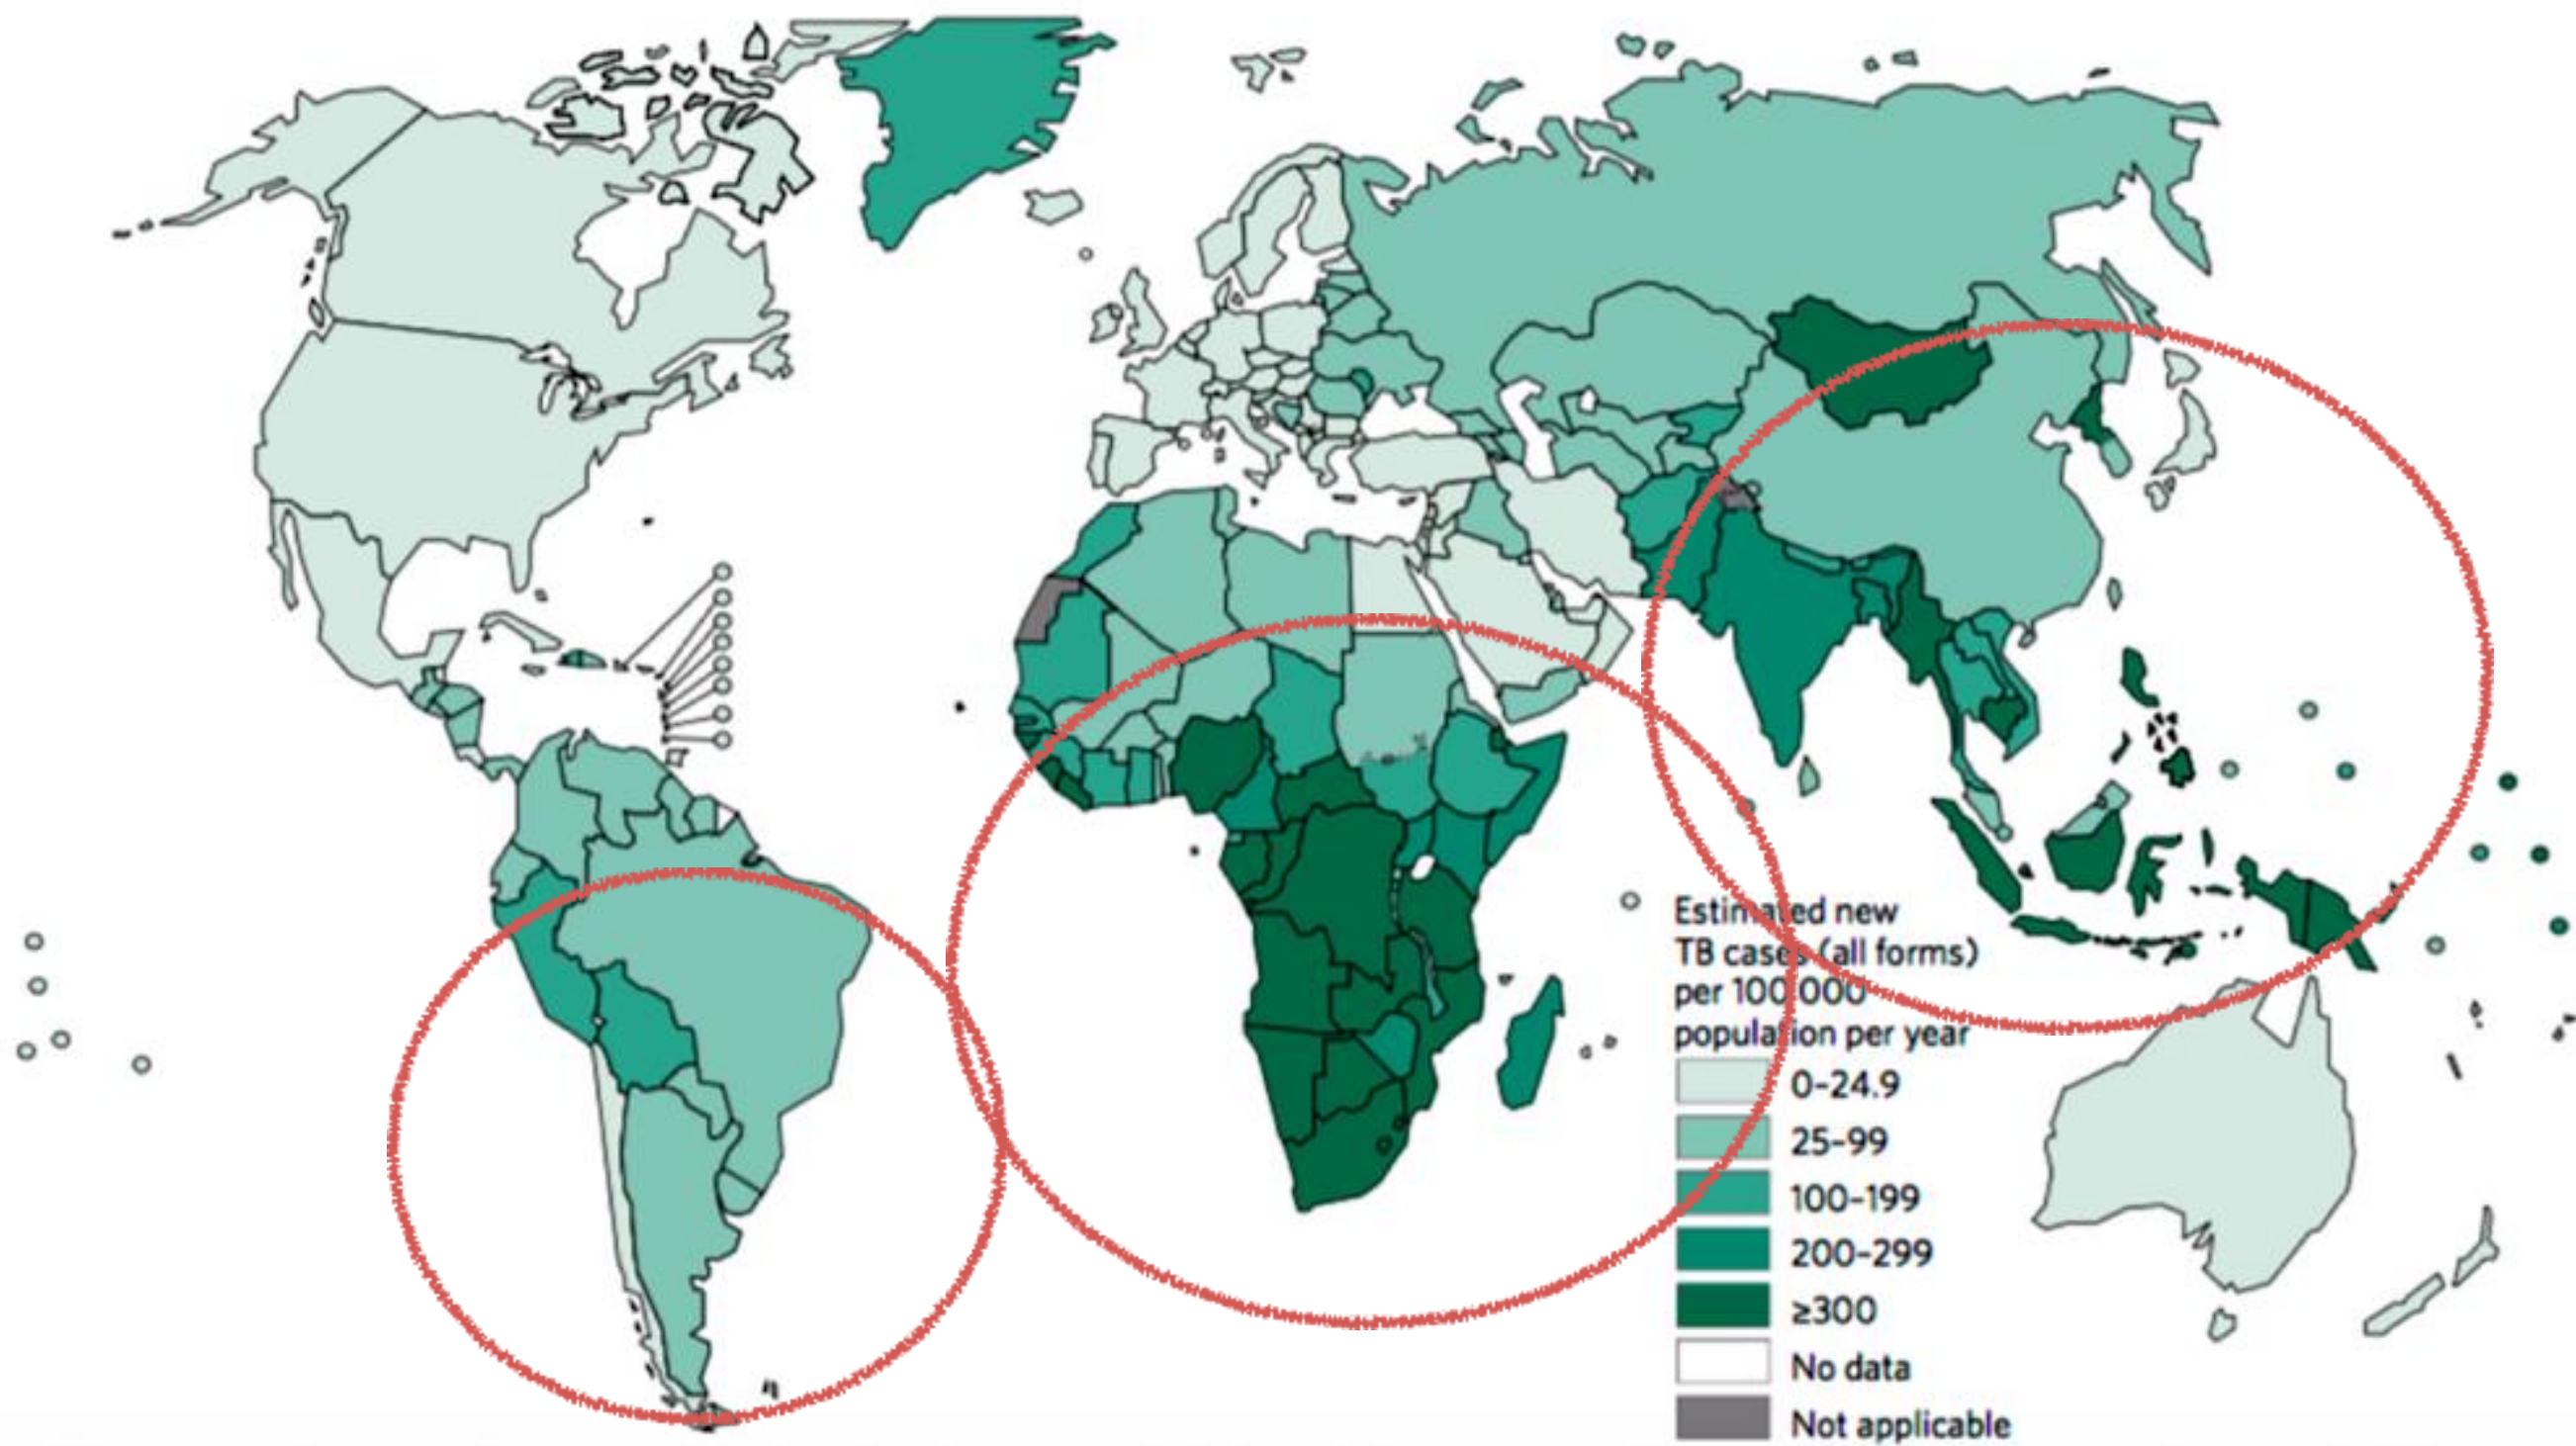 Estimated new
TB cases (all forms)
per 100 000
population per year
0–24.9
25–99
100–199
200–299
≥300
No data
Not applicable